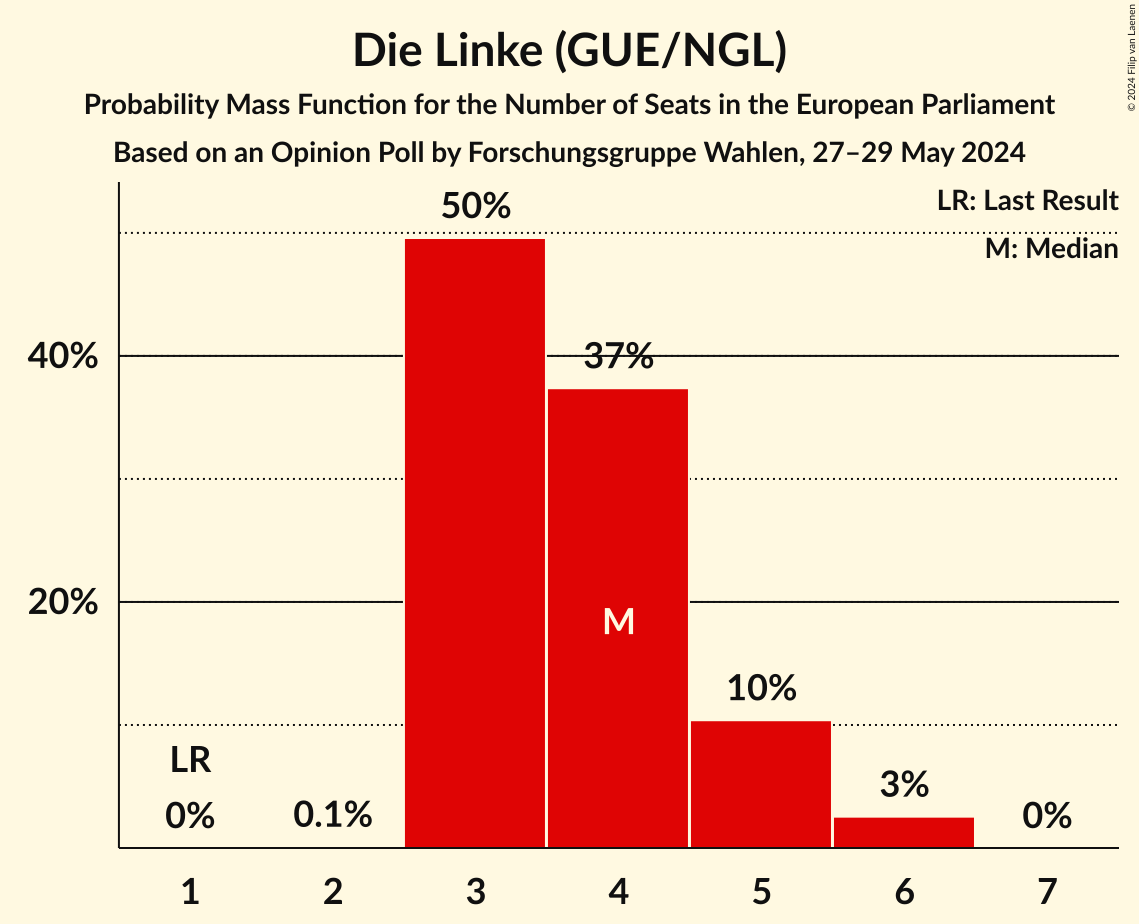 Die Linke (GUE/NGL)
Probability Mass Function for the Number of Seats in the European Parliament
Based on an Opinion Poll by Forschungsgruppe Wahlen, 27–29 May 2024
© 2024 Filip van Laenen
LR: Last Result
M: Median
50%
40%
37%
20%
M
10%
LR
3%
0%
0.1%
0%
1 2 3 4 5 6 7